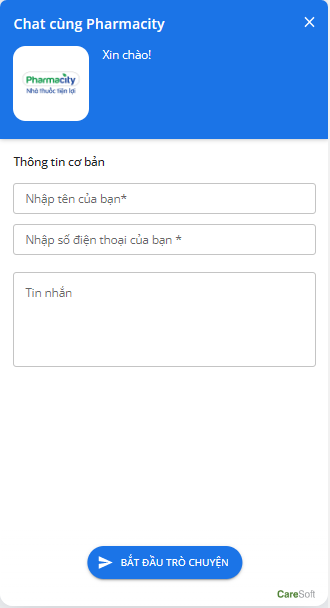 Chat cùng Pharmacity
Xin chào!
Pharmacity
Nhà thuốc tiện lợi
Thông tin cơ bản
Nhập tên của bạn*
Nhập số điện thoại của bạn *
Tin nhắn
BẮT ĐẦU TRÒ CHUYỆN
CareSoft